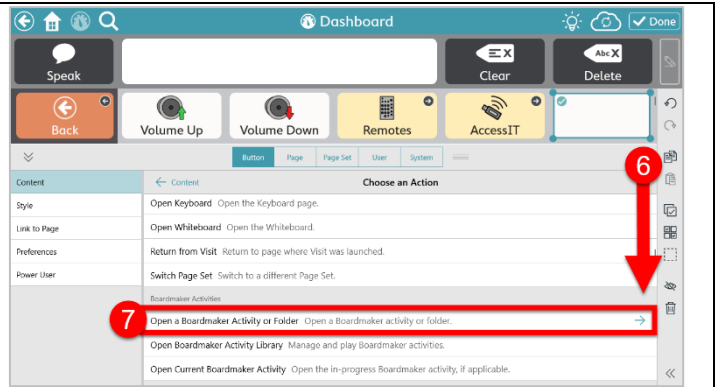 Dashboard
Done
Speak
Clear
Abc X
Delete
Back
Volume Up
Volume Down
Remotes
AccessIT
Button Page Page Set User System
6
Content
Content
Choose an Action
Style
Open Keyboard Open the Keyboard page.
Link to Page
Open Whiteboard Open the Whiteboard.
Preferences
Return from Visit Return to page where Visit was launched.
Power User
Switch Page Set Switch to a different Page Set.
Boardmaker Activities
7
Open a Boardmaker Activity or Folder Open a Boardmaker activity or folder.
Open Boardmaker Activity Library Manage and play Boardmaker activities.
Open Current Boardmaker Activity Open the in-progress Boardmaker activity, if applicable.